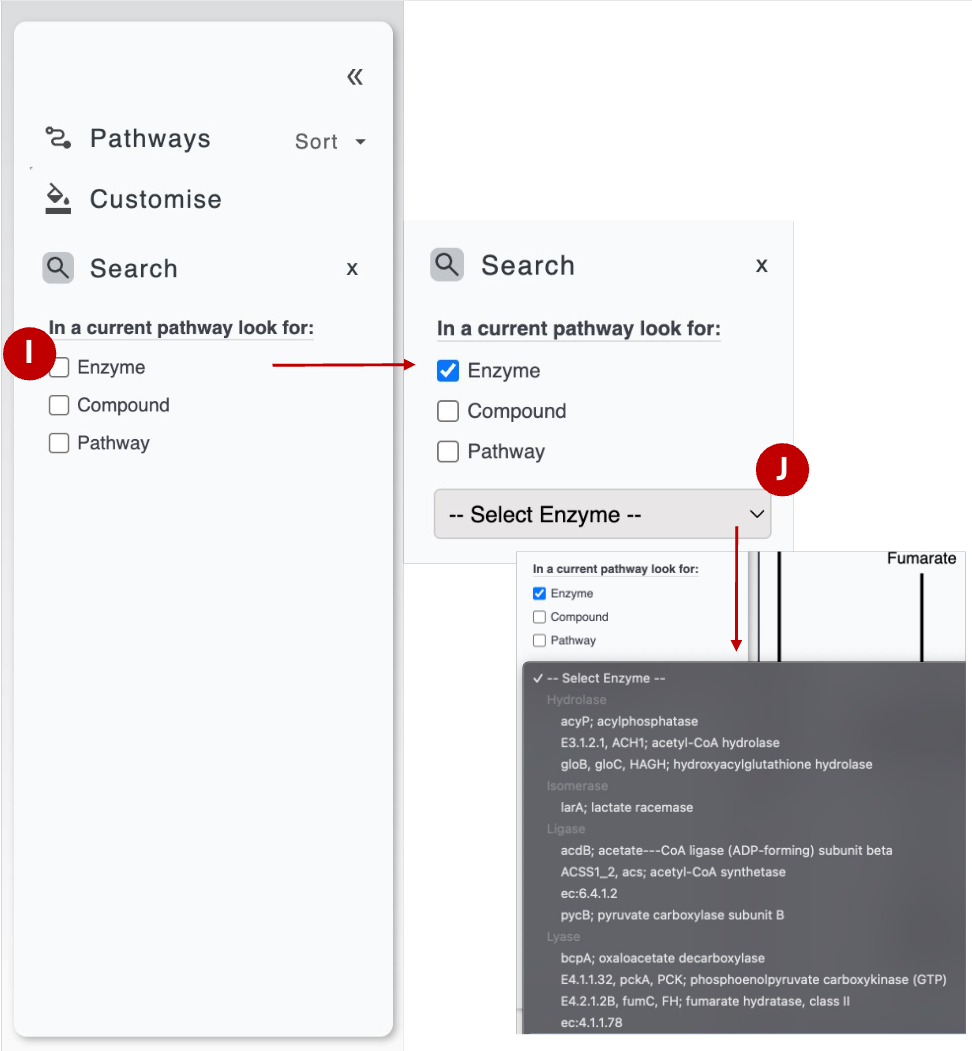 «
Pathways Sort
Customise
Search x
In a current pathway look for:
I
Enzyme
Compound
Pathway
Search x
In a current pathway look for:
Enzyme
Compound
Pathway
J
-- Select Enzyme --
In a current pathway look for:
Enzyme
Compound
Pathway
Fumarate
-- Select Enzyme --
Hydrolase
acyP; acylphosphatase
E3.1.2.1, ACH1; acetyl-CoA hydrolase
gloB, gloC, HAGH; hydroxyacylglutathione hydrolase
Isomerase
larA; lactate racemase
Ligase
acdB; acetate---CoA ligase (ADP-forming) subunit beta
ACSS1_2, acs; acetyl-CoA synthetase
ec:6.4.1.2
pycB; pyruvate carboxylase subunit B
Lyase
bcpA; oxaloacetate decarboxylase
E4.1.1.32, pckA, PCK; phosphoenolpyruvate carboxykinase (GTP)
E4.2.1.2B, fumC, FH; fumarate hydratase, class II
ec:4.1.1.78